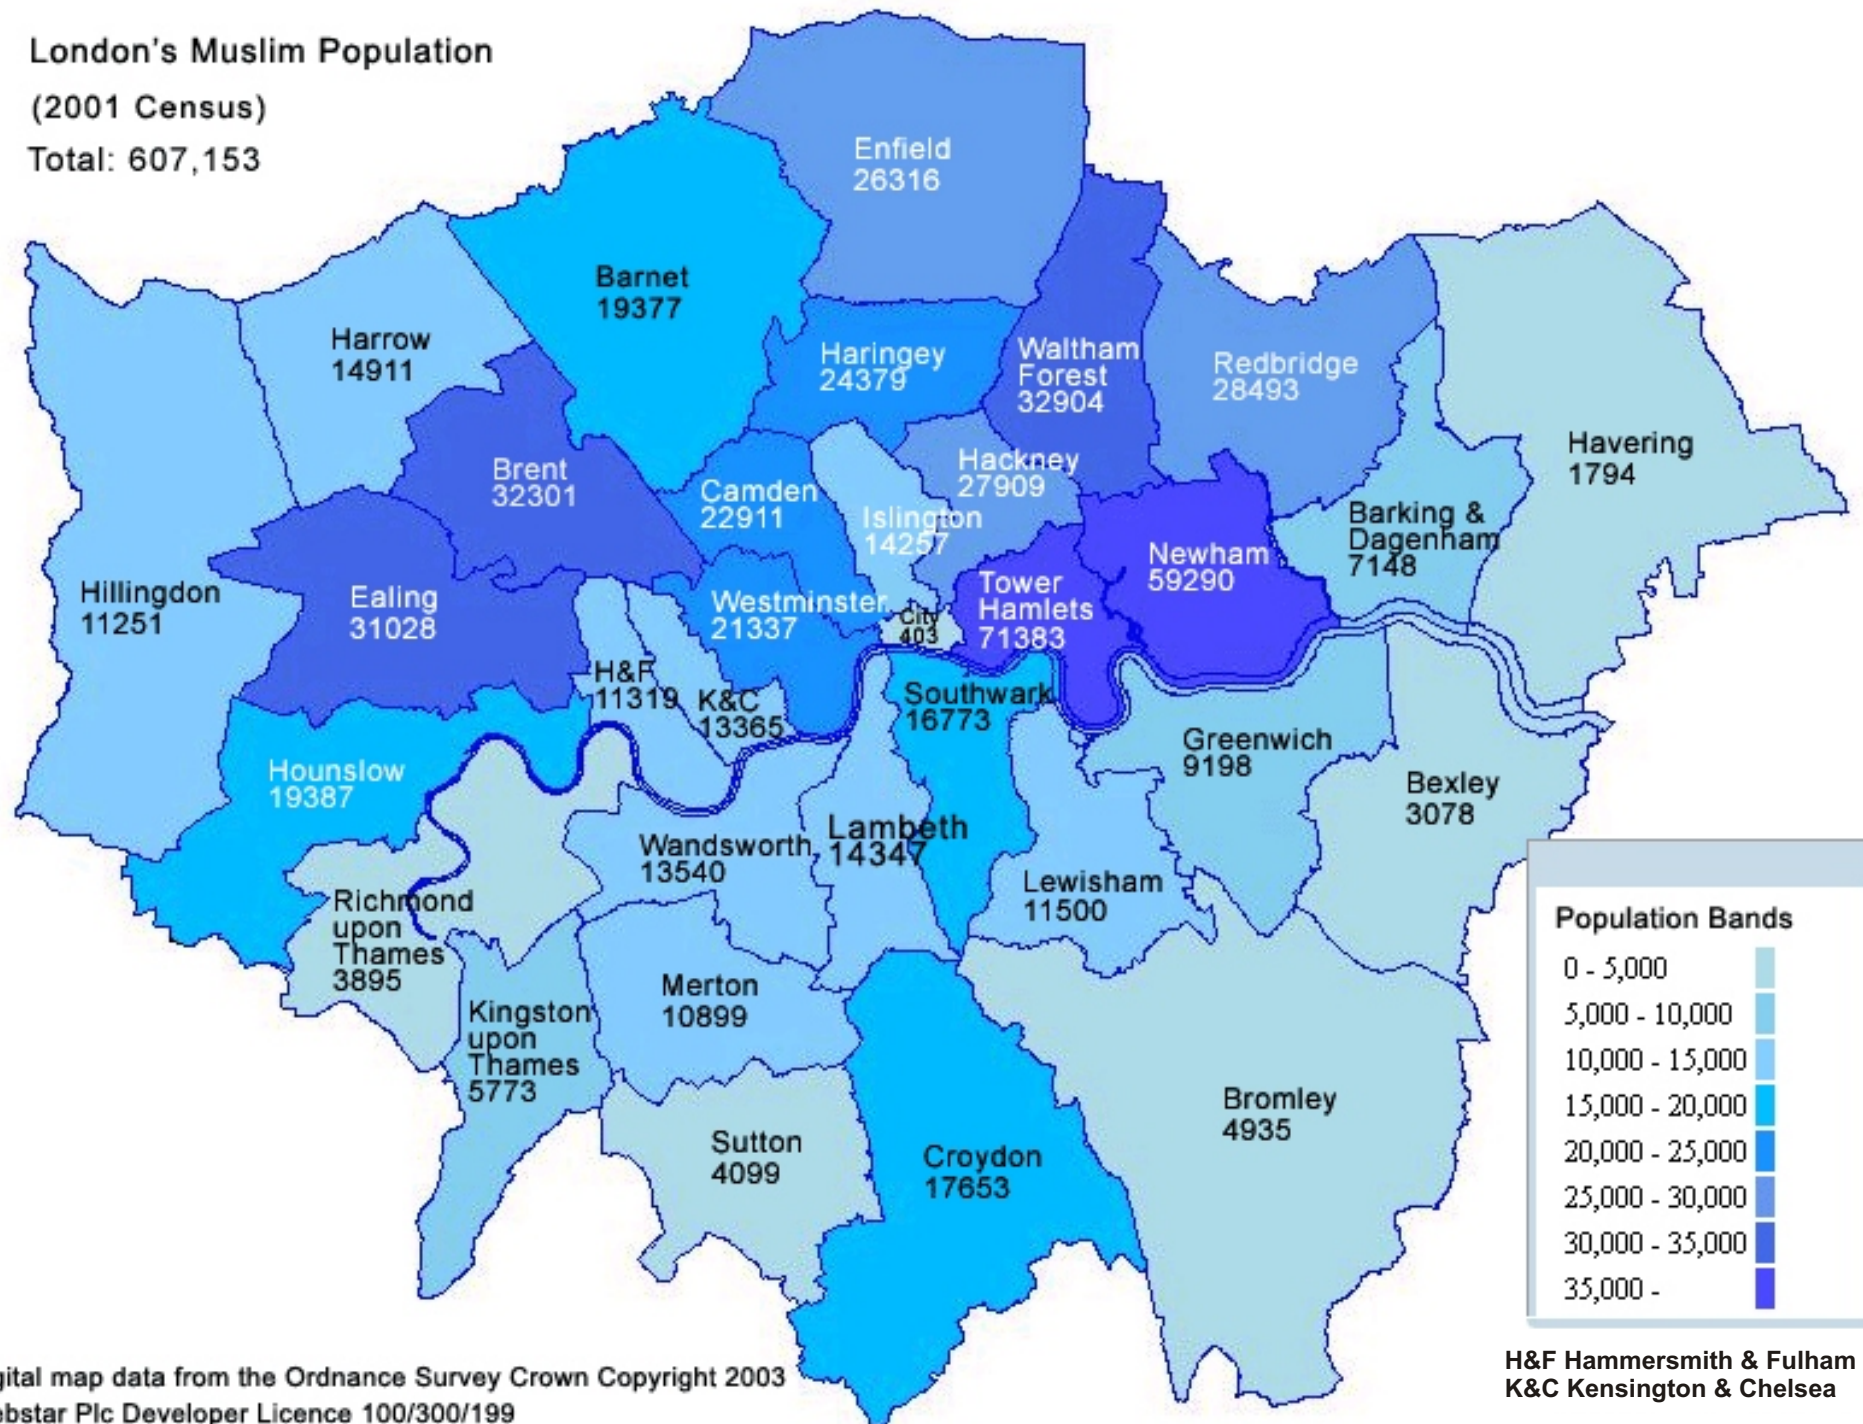 London's Muslim Population
(2001 Census)
Total: 607,153
Enfield
26316
Barnet
19377
Harrow
14911
Haringey
24379
Waltham
Forest
32904
Redbridge
28493
Havering
1794
Brent
32301
Camden
22911
Islington
14257
Hackney
27909
Barking &
Dagenham
7148
Newham
59290
Tower
Hamlets
71383
Hillingdon
11251
Ealing
31028
Westminster
21337
City
403
H&F
11319
K&C
13365
Southwark
16773
Greenwich
9198
Bexley
3078
Hounslow
19387
Wandsworth
13540
Lambeth
14347
Lewisham
11500
Richmond
upon
Thames
3895
Kingston
upon
Thames
5773
Merton
10899
Sutton
4099
Croydon
17653
Bromley
4935
Population Bands
0 - 5,000
5,000 - 10,000
10,000 - 15,000
15,000 - 20,000
20,000 - 25,000
25,000 - 30,000
30,000 - 35,000
35,000 -
H&F Hammersmith & Fulham
K&C Kensington & Chelsea
gital map data from the Ordnance Survey Crown Copyright 2003
ebstar Plc Developer Licence 100/300/199